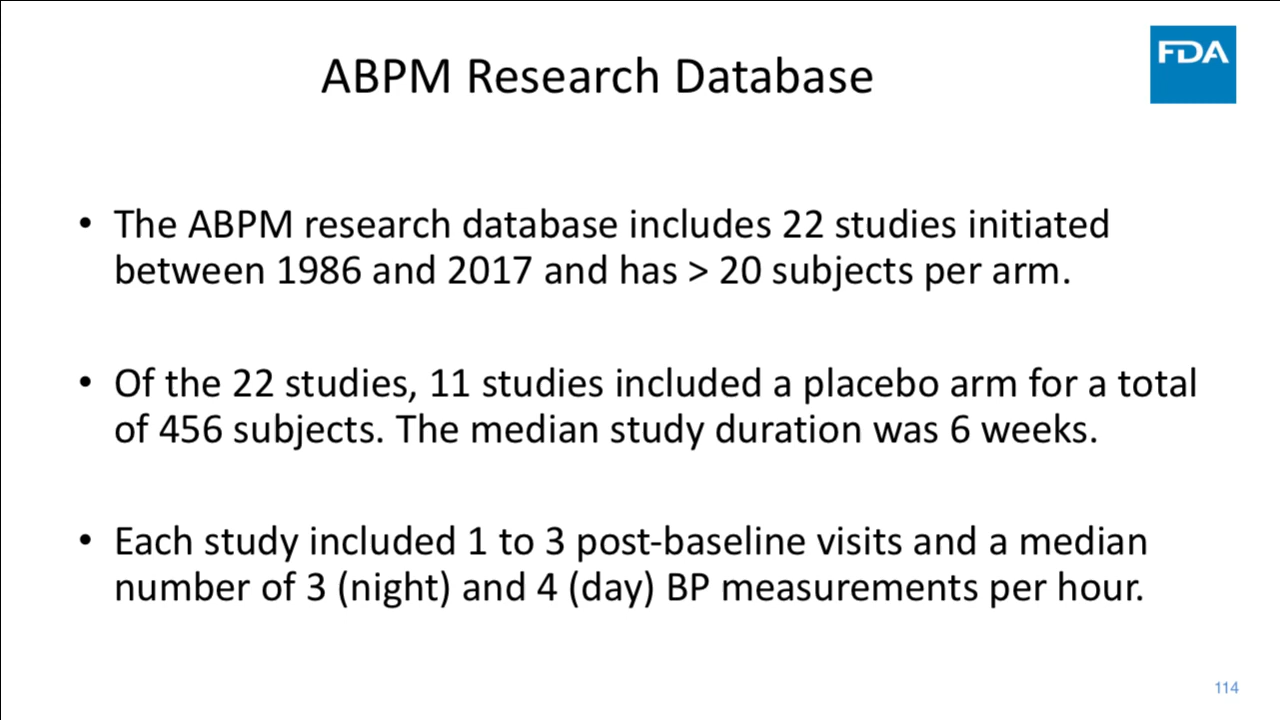 FDA
ABPM Research Database
• The ABPM research database includes 22 studies initiated
between 1986 and 2017 and has > 20 subjects per arm.
• Of the 22 studies, 11 studies included a placebo arm for a total
of 456 subjects. The median study duration was 6 weeks.
• Each study included 1 to 3 post-baseline visits and a median
number of 3 (night) and 4 (day) BP measurements per hour.
114